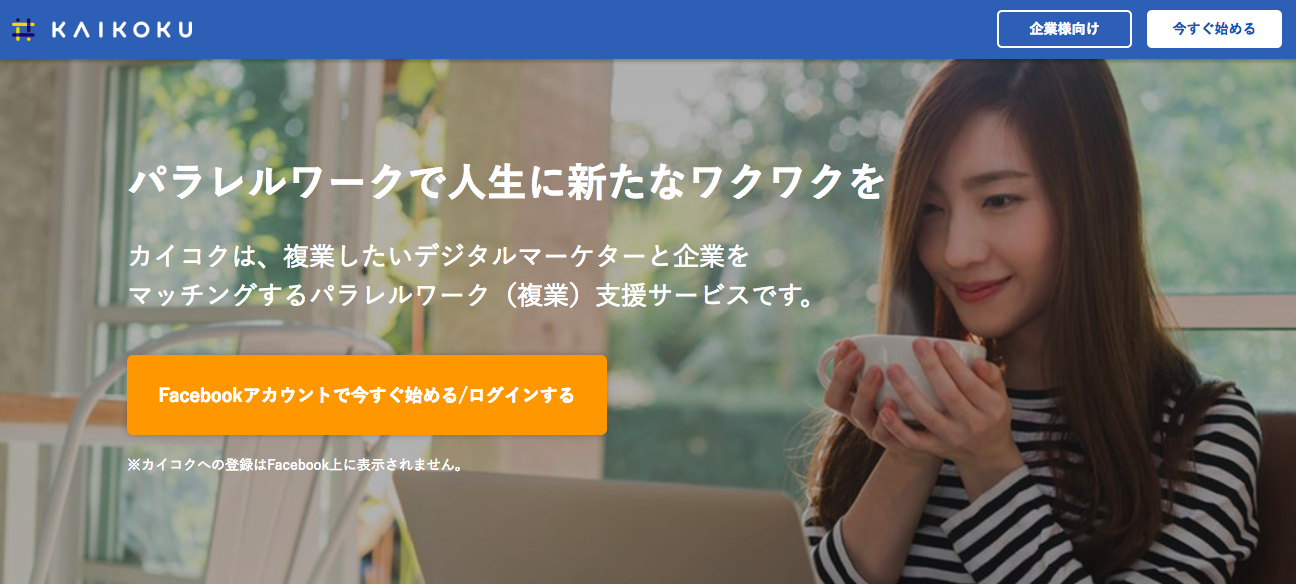 KAIKOKU
企業様向け
今すぐ始める
パラレルワークで人生に新たなワクワクを
カイコクは、複業したいデジタルマーケターと企業を
マッチングするパラレルワーク（複業）支援サービスです。
Facebookアカウントで今すぐ始める/ログインする
※カイコクへの登録はFacebook上に表示されません。